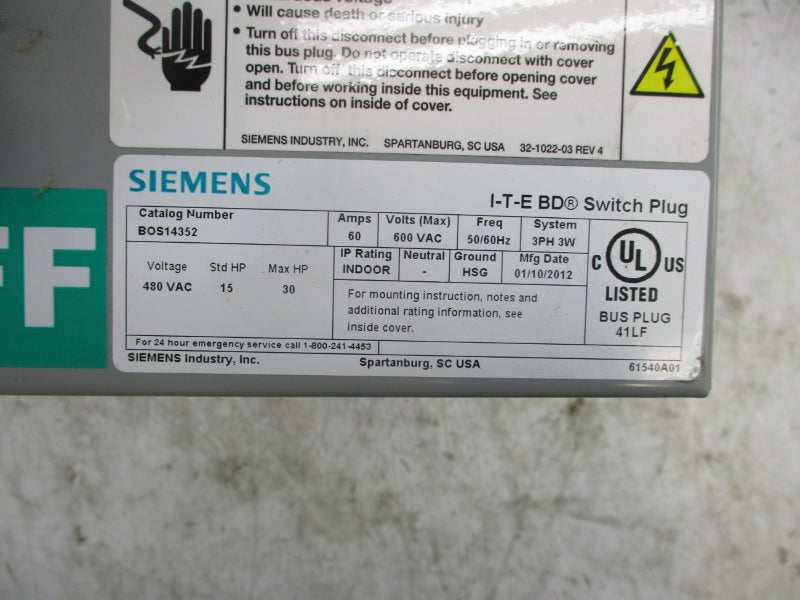 • Will cause death or serious injury
• Turn off this disconnect before plugging in or removing
this bus plug. Do not operate disconnect with cover
open. Turn off this disconnect before opening cover
and before working inside this equipment. See
instructions on inside of cover.
SIEMENS INDUSTRY, INC. SPARTANBURG, SC USA 32-1022-03 REV 4
FF
SIEMENS
I-T-E BD® Switch Plug
Catalog Number
BOS14352
Amps
60
Volts (Max)
600 VAC
Freq
50/60Hz
System
3PH 3W
Voltage Std HP Max HP
480 VAC 15 30
IP Rating
INDOOR
Neutral
-
Ground
HSG
Mfg Date
01/10/2012
For mounting instruction, notes and
additional rating information, see
inside cover.
C UL US
LISTED
BUS PLUG
41LF
For 24 hour emergency service call 1-800-241-4453
SIEMENS Industry, Inc. Spartanburg, SC USA 61540A01